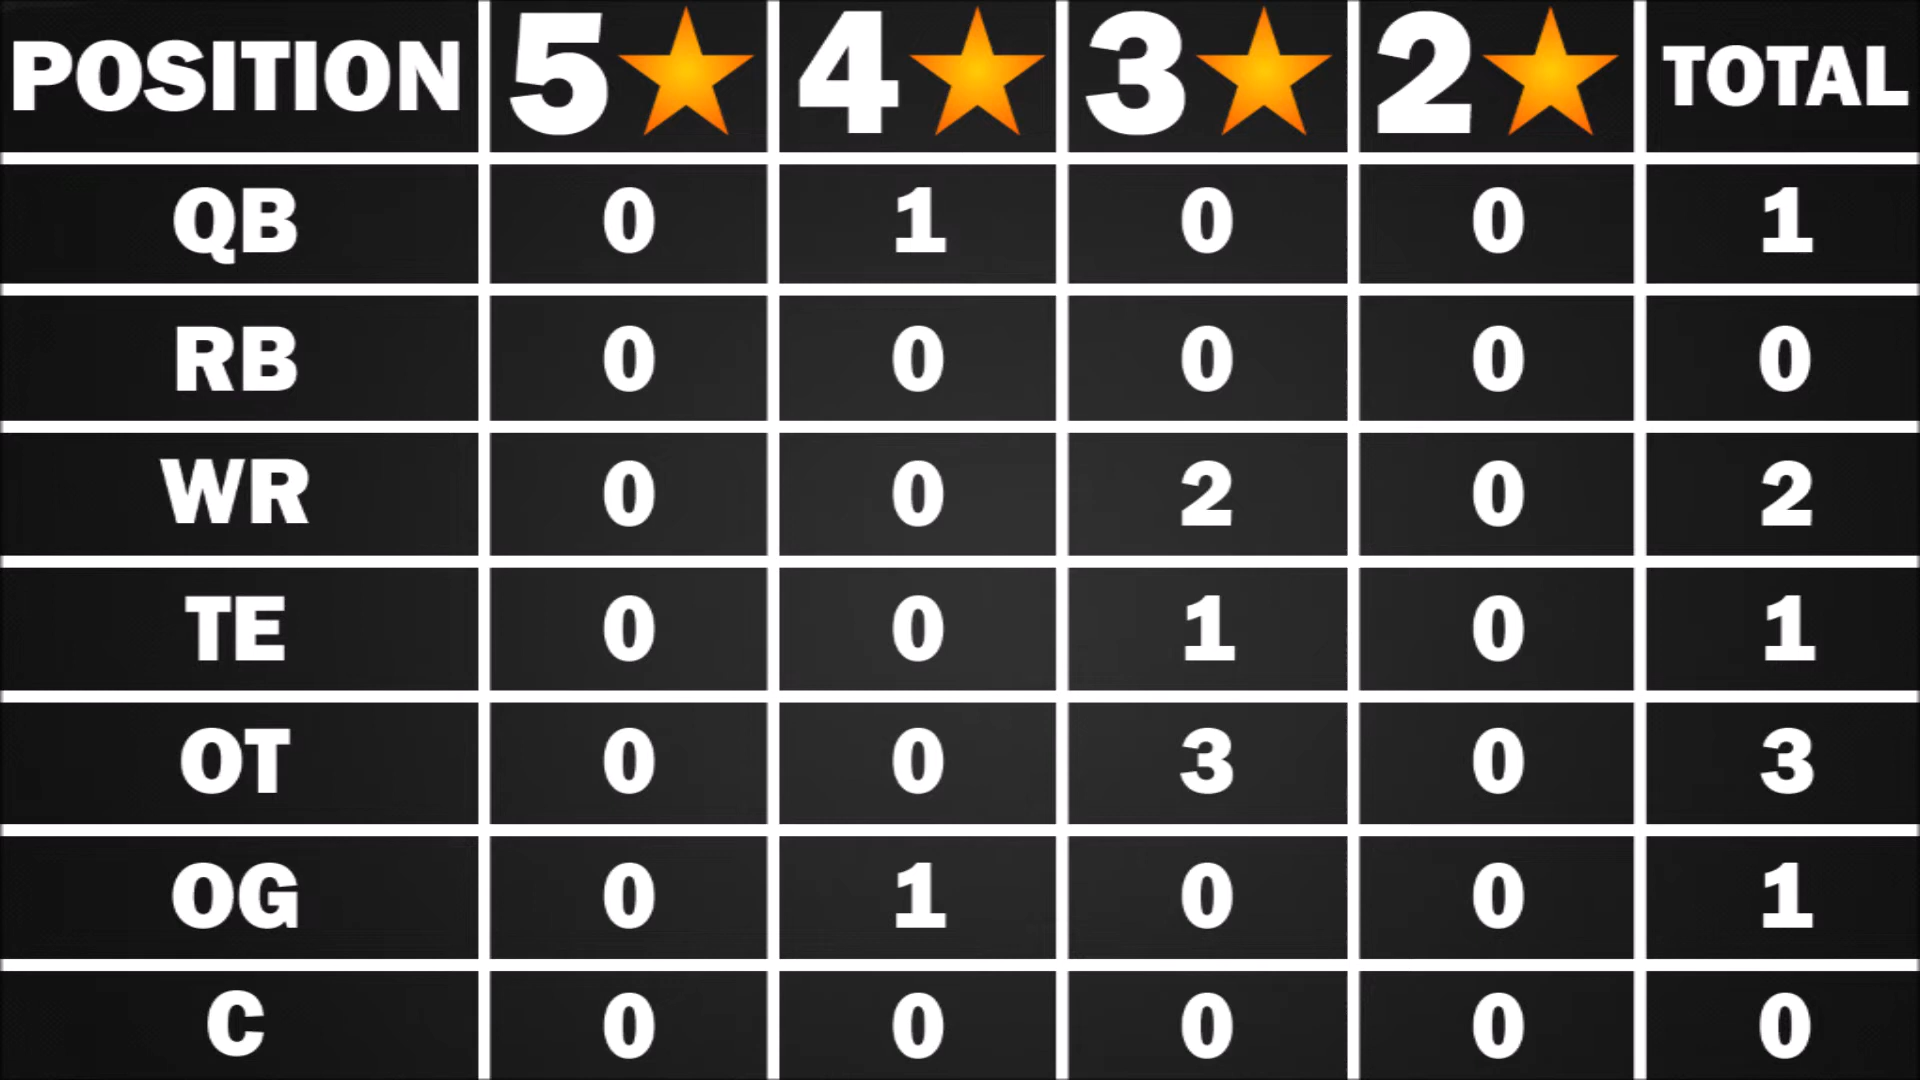 POSITION 5 4 3 2 TOTAL
QB 0 1 0 0 1
RB 0 0 0 0 0
WR 0 0 2 0 2
TE 0 0 1 0 1
OT 0 0 3 0 3
OG 0 1 0 0 1
C 0 0 0 0 0